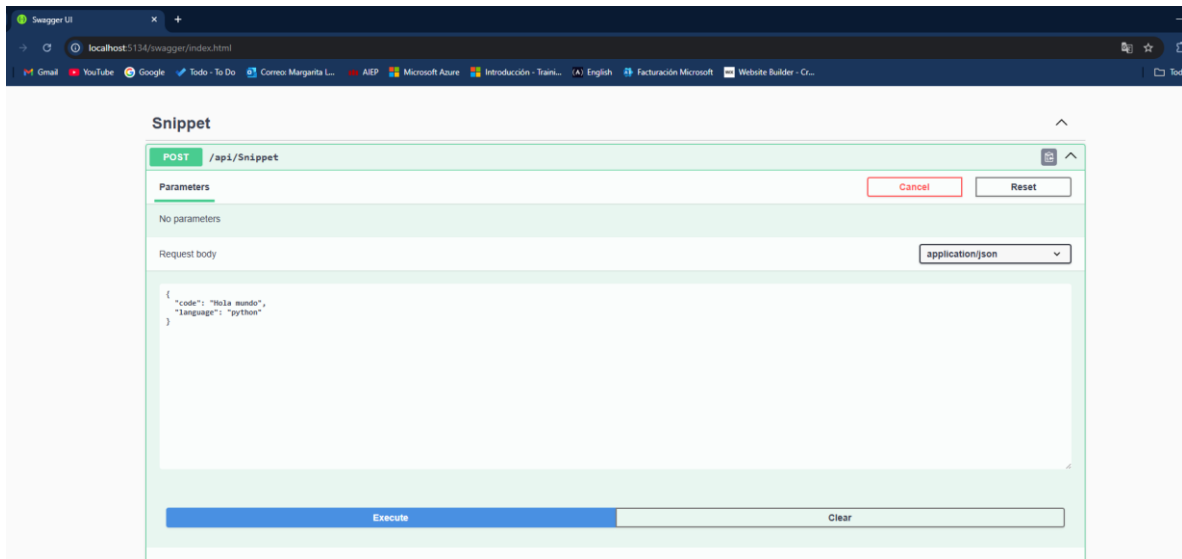 Swagger UI
localhost:5134/swagger/index.html
Gmail YouTube Google Todo - To Do Correo: Margarita L... AIEP Microsoft Azure Introducción - Traini... English Facturación Microsoft Website Builder - Cr... Tod
Snippet
POST /api/Snippet
Parameters Cancel Reset
No parameters
Request body application/json
{
"code": "Hola mundo",
"language": "python"
}
Execute Clear